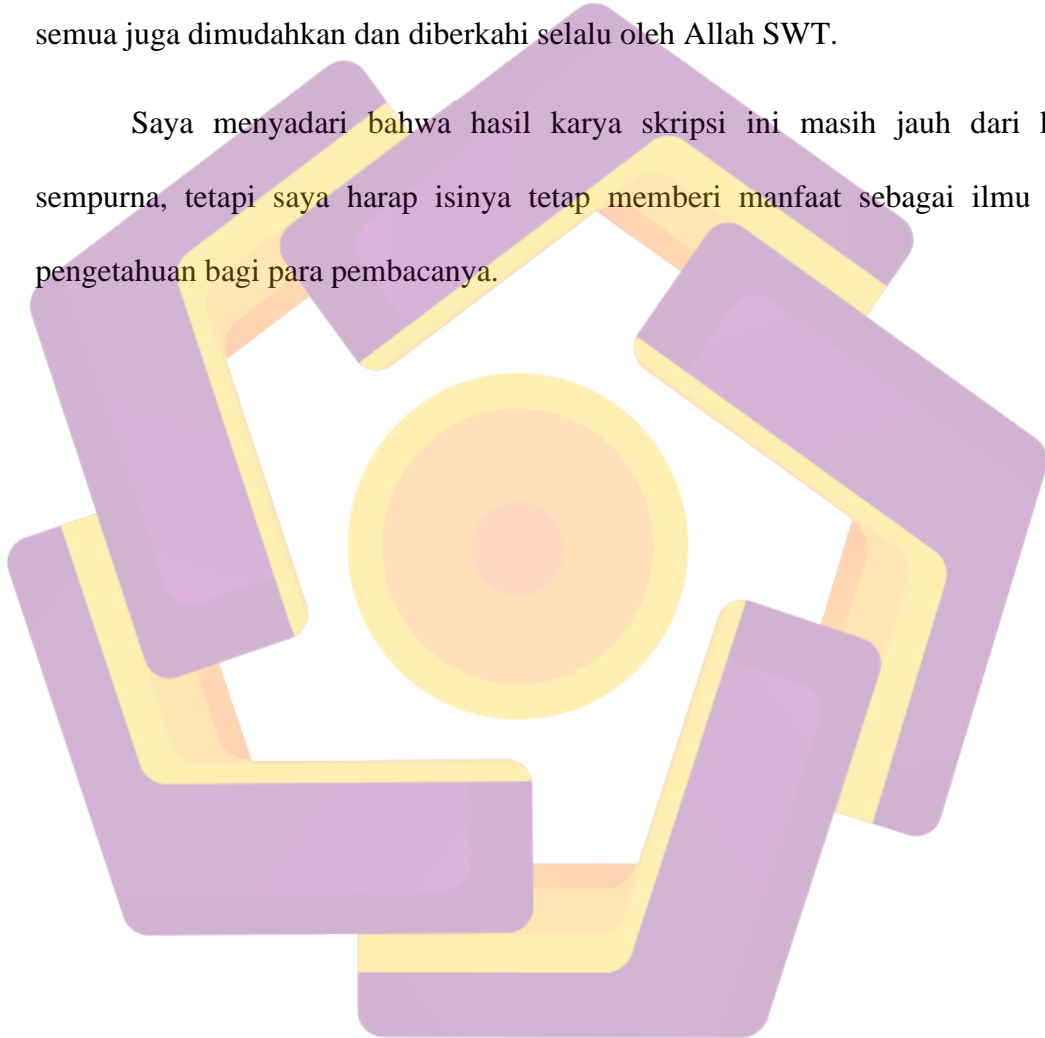 semua juga dimudahkan dan diberkahi selalu oleh Allah SWT.
Saya menyadari bahwa hasil karya skripsi ini masih jauh dari
sempurna, tetapi saya harap isinya tetap memberi manfaat sebagai ilmu
pengetahuan bagi para pembacanya.